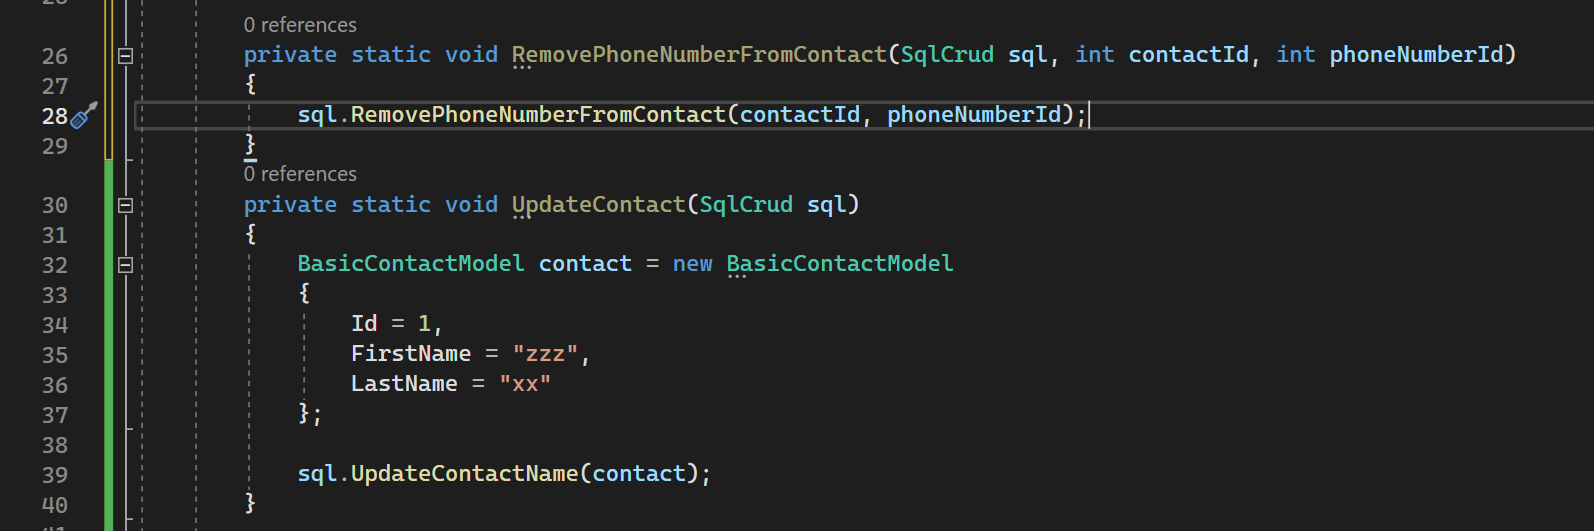 0 references
26 private static void RemovePhoneNumberFromContact(SqlCrud sql, int contactId, int phoneNumberId)
27 {
28 sql.RemovePhoneNumberFromContact(contactId, phoneNumberId);
29 }
0 references
30 private static void UpdateContact(SqlCrud sql)
31 {
32 BasicContactModel contact = new BasicContactModel
33 {
34 Id = 1,
35 FirstName = "zzz",
36 LastName = "xx"
37 };
38
39 sql.UpdateContactName(contact);
40 }